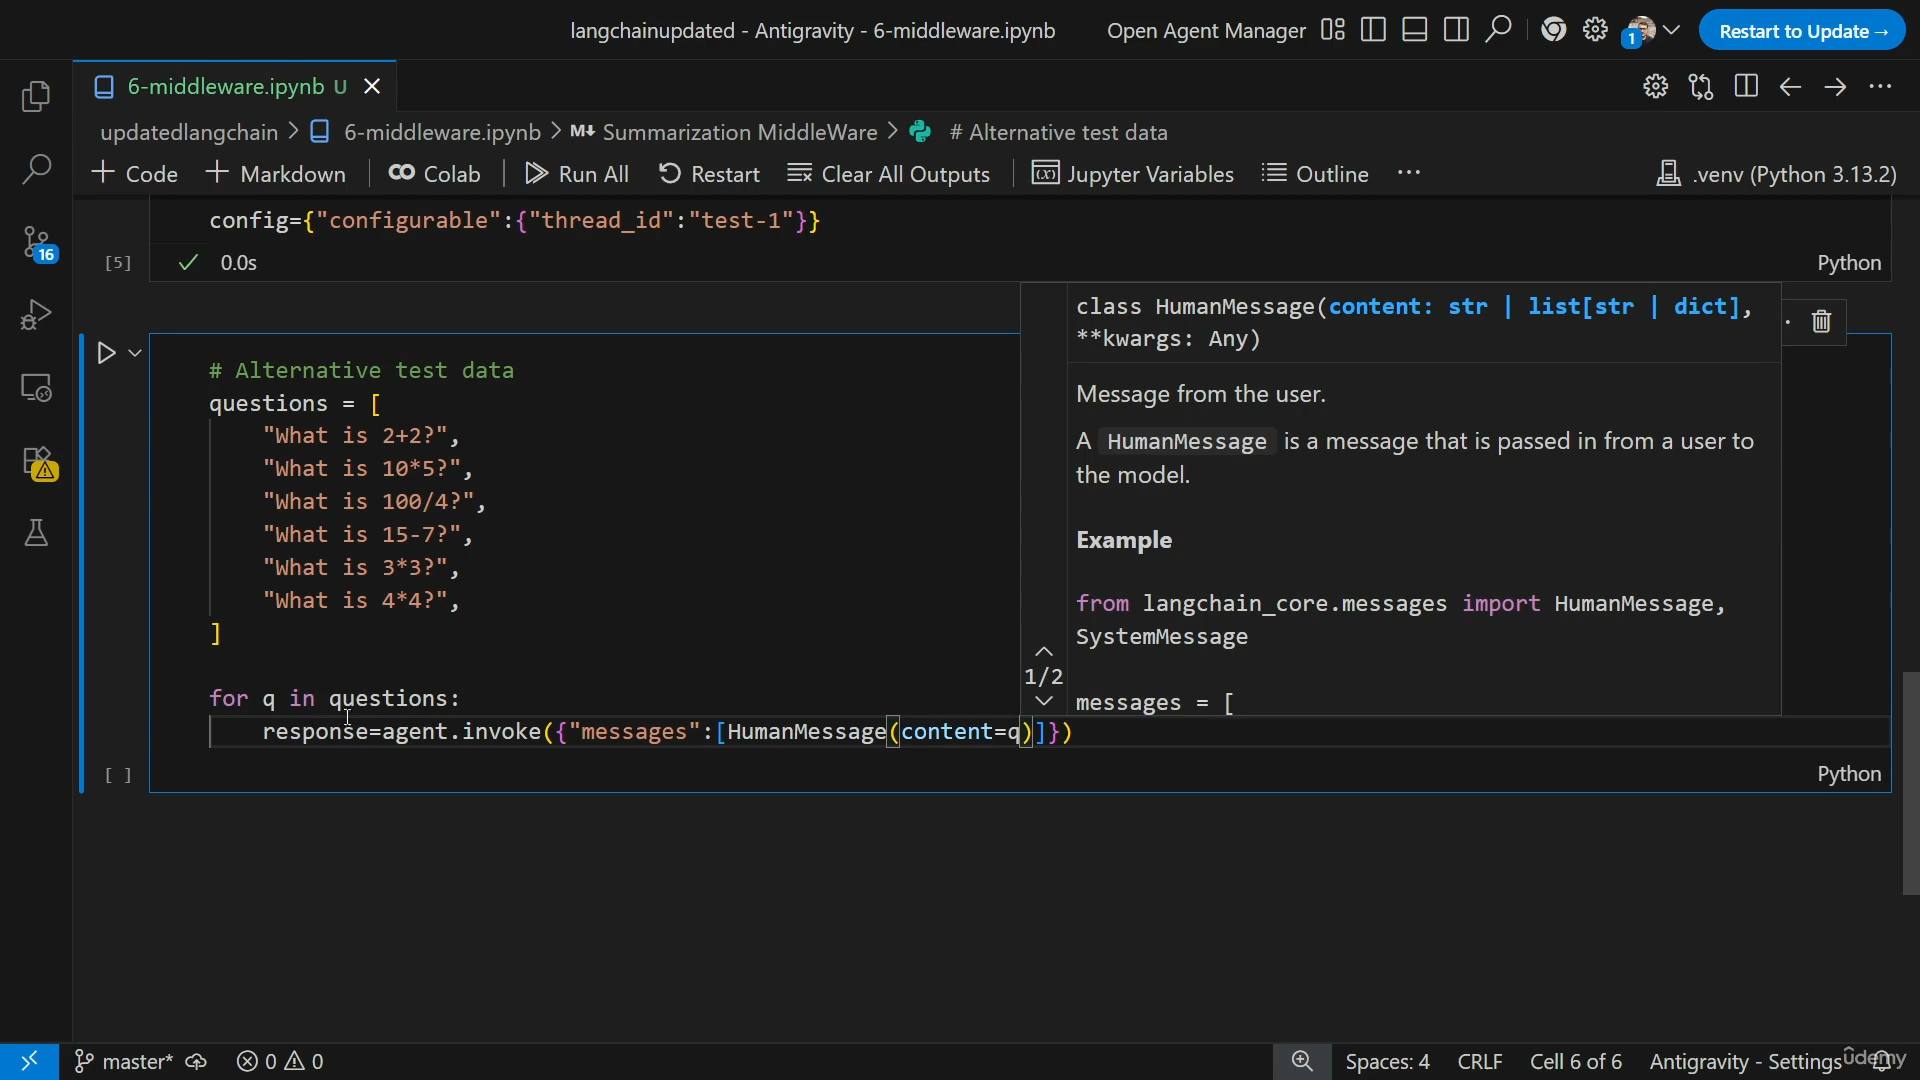 langchainupdated - Antigravity - 6-middleware.ipynb
Open Agent Manager
1
Restart to Update →
6-middleware.ipynb U
updatedlangchain > 6-middleware.ipynb > M↓ Summarization MiddleWare > # Alternative test data
+ Code + Markdown Colab Run All Restart Clear All Outputs Jupyter Variables Outline ··· .venv (Python 3.13.2)
16
config={"configurable":{"thread_id":"test-1"}}
[5] ✓ 0.0s Python
# Alternative test data
questions = [
"What is 2+2?",
"What is 10*5?",
"What is 100/4?",
"What is 15-7?",
"What is 3*3?",
"What is 4*4?",
]
for q in questions:
response=agent.invoke({"messages":[HumanMessage(content=q)]})
[ ] Python
class HumanMessage(content: str | list[str | dict],
**kwargs: Any)
Message from the user.
A HumanMessage is a message that is passed in from a user to
the model.
Example
from langchain_core.messages import HumanMessage,
SystemMessage
1/2
messages = [
master* 0 0 Spaces: 4 CRLF Cell 6 of 6 Antigravity - Settings
ûdemy